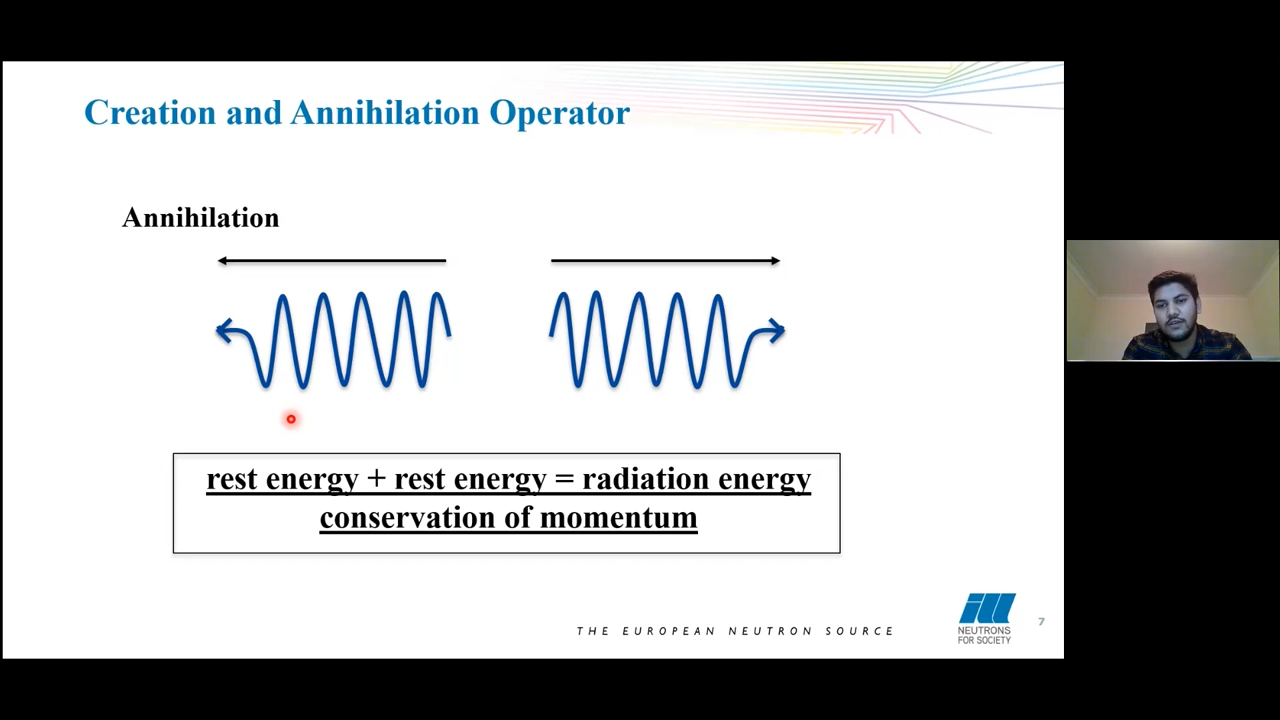 Creation and Annihilation Operator
Annihilation
rest energy + rest energy = radiation energy
conservation of momentum
THE EUROPEAN NEUTRON SOURCE
ill
NEUTRONS
FOR SOCIETY
7